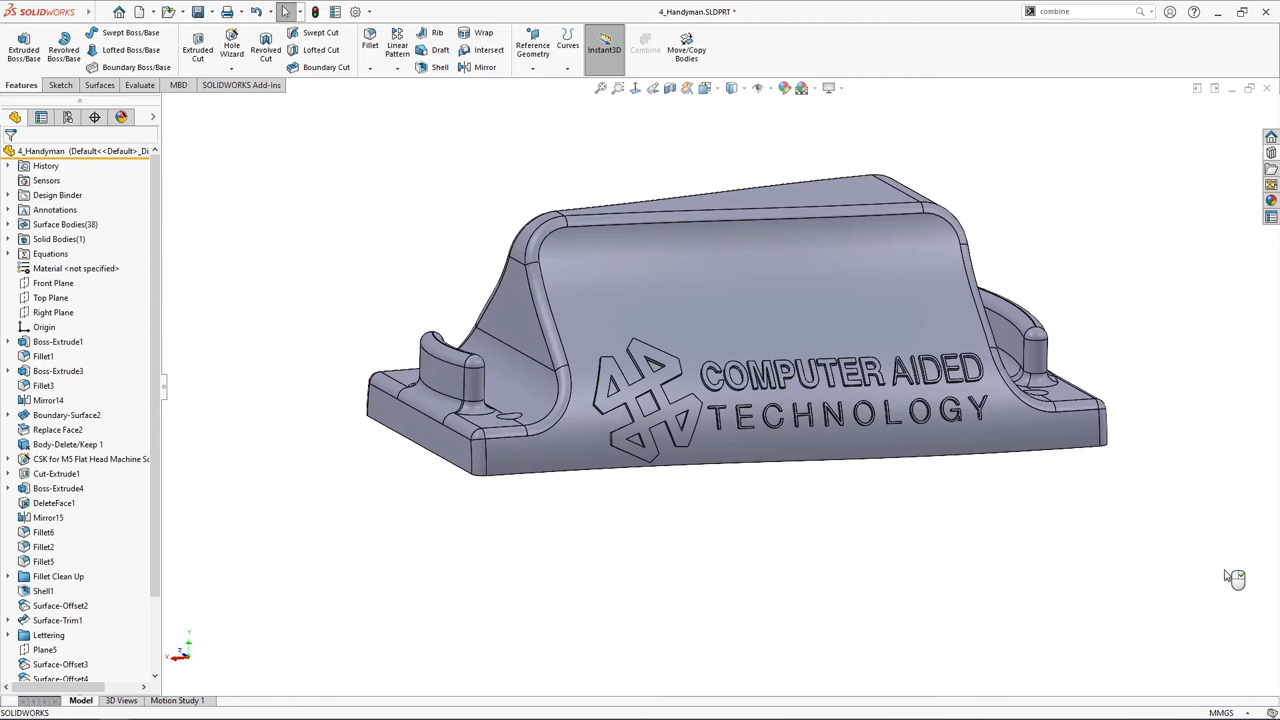 SOLIDWORKS
4_Handyman.SLDPRT *
combine
Extruded Boss/Base
Revolved Boss/Base
Swept Boss/Base
Lofted Boss/Base
Boundary Boss/Base
Extruded Cut
Hole Wizard
Revolved Cut
Swept Cut
Lofted Cut
Boundary Cut
Fillet
Linear Pattern
Rib
Draft
Shell
Wrap
Intersect
Mirror
Reference Geometry
Curves
Instant3D
Combine
Move/Copy Bodies
Features
Sketch
Surfaces
Evaluate
MBD
SOLIDWORKS Add-Ins
4_Handyman (Default<<Default>_Di
History
Sensors
Design Binder
Annotations
Surface Bodies(38)
Solid Bodies(1)
Equations
Material <not specified>
Front Plane
Top Plane
Right Plane
Origin
Boss-Extrude1
Fillet1
Boss-Extrude3
Fillet3
Mirror14
Boundary-Surface2
Replace Face2
Body-Delete/Keep 1
CSK for M5 Flat Head Machine Sc
Cut-Extrude1
Boss-Extrude4
DeleteFace1
Mirror15
Fillet6
Fillet2
Fillet5
Fillet Clean Up
Shell1
Surface-Offset2
Surface-Trim1
Lettering
Plane5
Surface-Offset3
Surface-Offset4
COMPUTER AIDED
TECHNOLOGY
Y
X
Z
Model
3D Views
Motion Study 1
SOLIDWORKS
MMGS